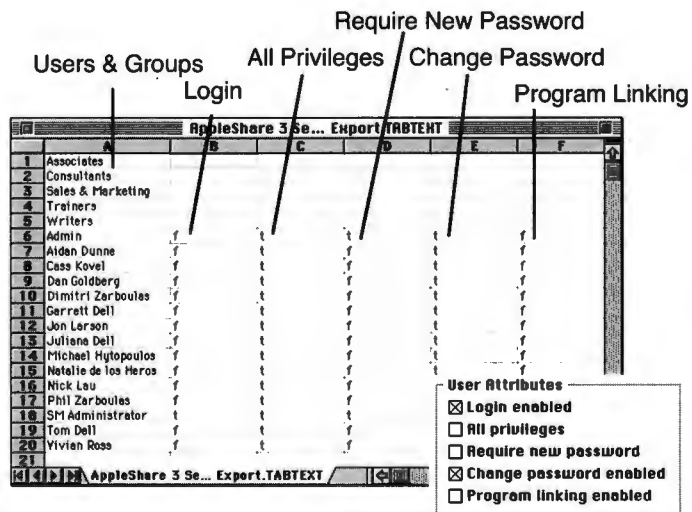 Require New Password
Users & Groups
All Privileges
Change Password
Login
Program Linking
AppleShare 3 Se... Export.TABTEXT
A B C D E F
1 Associates
2 Consultants
3 Sales & Marketing
4 Trainers
5 Writers
6 Admin f t f t f
7 Aidan Dunne f t f t f
8 Cass Kovel f t f t f
9 Dan Goldberg f t f t f
10 Dimitri Zarboulas f t f t f
11 Garrett Dell f t f t f
12 Jon Larson f t f t f
13 Juliana Dell f t f t f
14 Michael Hytopoulos f t f t f
15 Natalie de los Heros f t f t f
16 Nick Lau f t f
17 Phil Zarboulas f t f
18 SM Administrator
19 Tom Dell f t f
20 Vivian Ross f t f
21
AppleShare 3 Se... Export.TABTEXT
User Attributes
Login enabled
All privileges
Require new password
Change password enabled
Program linking enabled